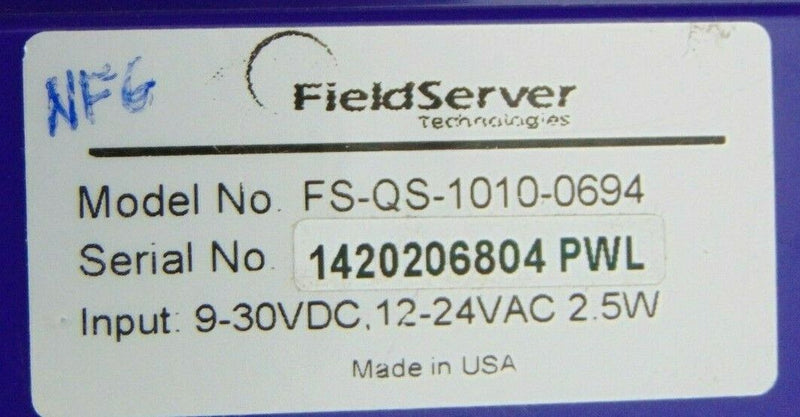 NFG
FieldServer
Technologies
Model No. FS-QS-1010-0694
Serial No. 1420206804 PWL
Input: 9-30VDC, 12-24VAC 2.5W
Made in USA